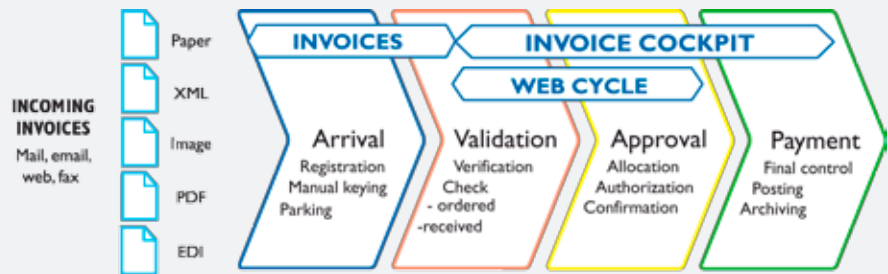 INCOMING
INVOICES
Mail, email,
web, fax
Paper
XML
Image
PDF
EDI
INVOICES
INVOICE COCKPIT
WEB CYCLE
Arrival
Registration
Manual keying
Parking
Validation
Verification
Check
- ordered
-received
Approval
Allocation
Authorization
Confirmation
Payment
Final control
Posting
Archiving